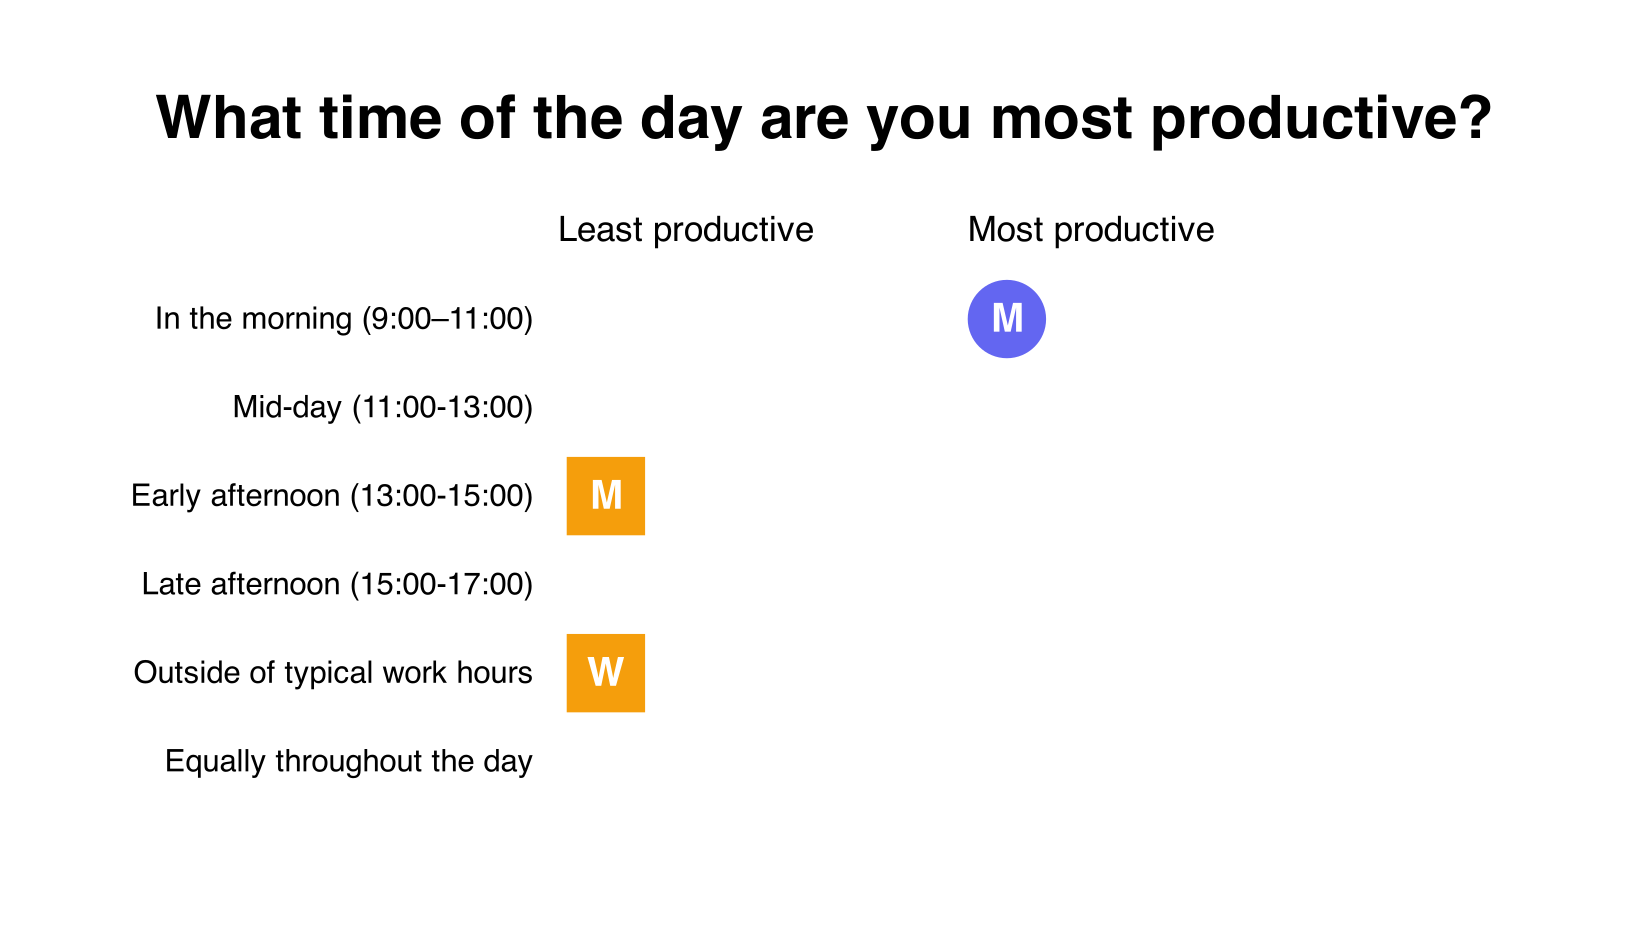 What time of the day are you most productive?
Least productive Most productive
In the morning (9:00–11:00) M
Mid-day (11:00-13:00)
Early afternoon (13:00-15:00) M
Late afternoon (15:00-17:00)
Outside of typical work hours W
Equally throughout the day